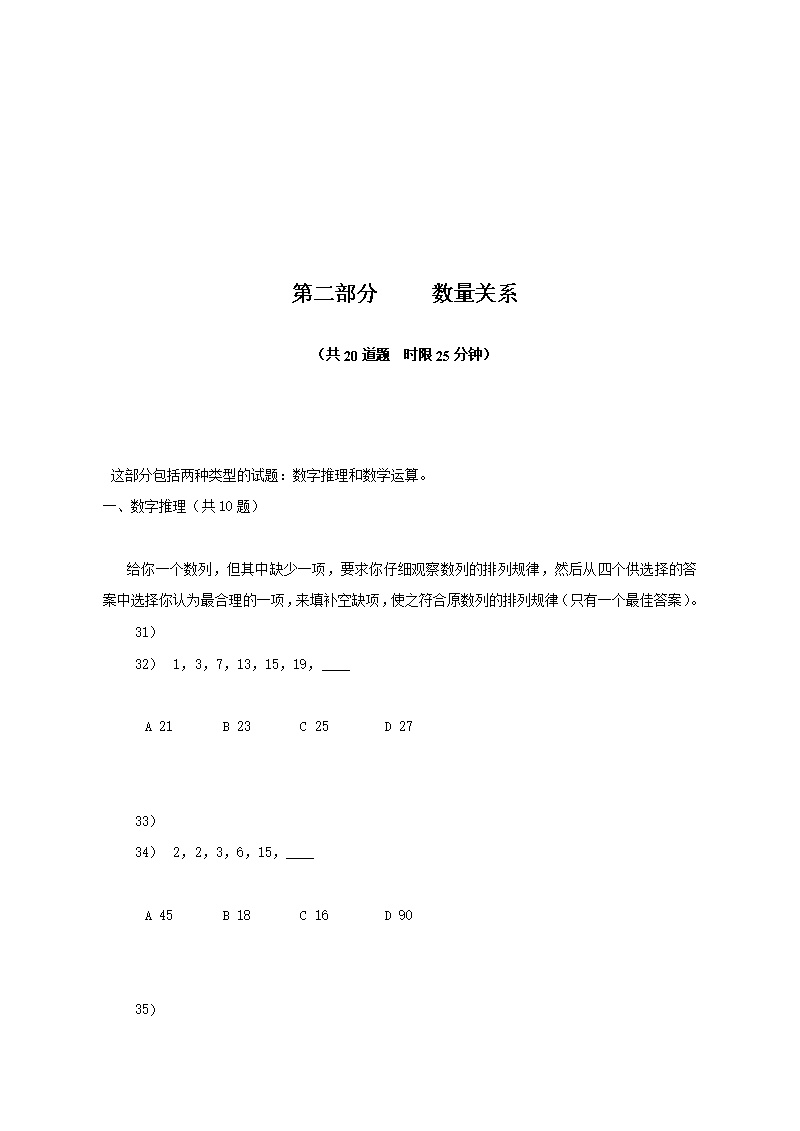 第二部分 数量关系
（共 20 道题 时限 25 分钟）
这部分包括两种类型的试题：数字推理和数学运算。
一、数字推理（共 10 题）
给你一个数列，但其中缺少一项，要求你仔细观察数列的排列规律，然后从四个供选择的答
案中选择你认为最合理的一项，来填补空缺项，使之符合原数列的排列规律（只有一个最佳答案）。
31）
32） 1，3，7，13，15，19，____
A 21 B 23 C 25 D 27
33）
34） 2，2，3，6，15，____
A 45 B 18 C 16 D 90
35）